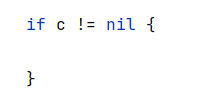 if c != nil {
}